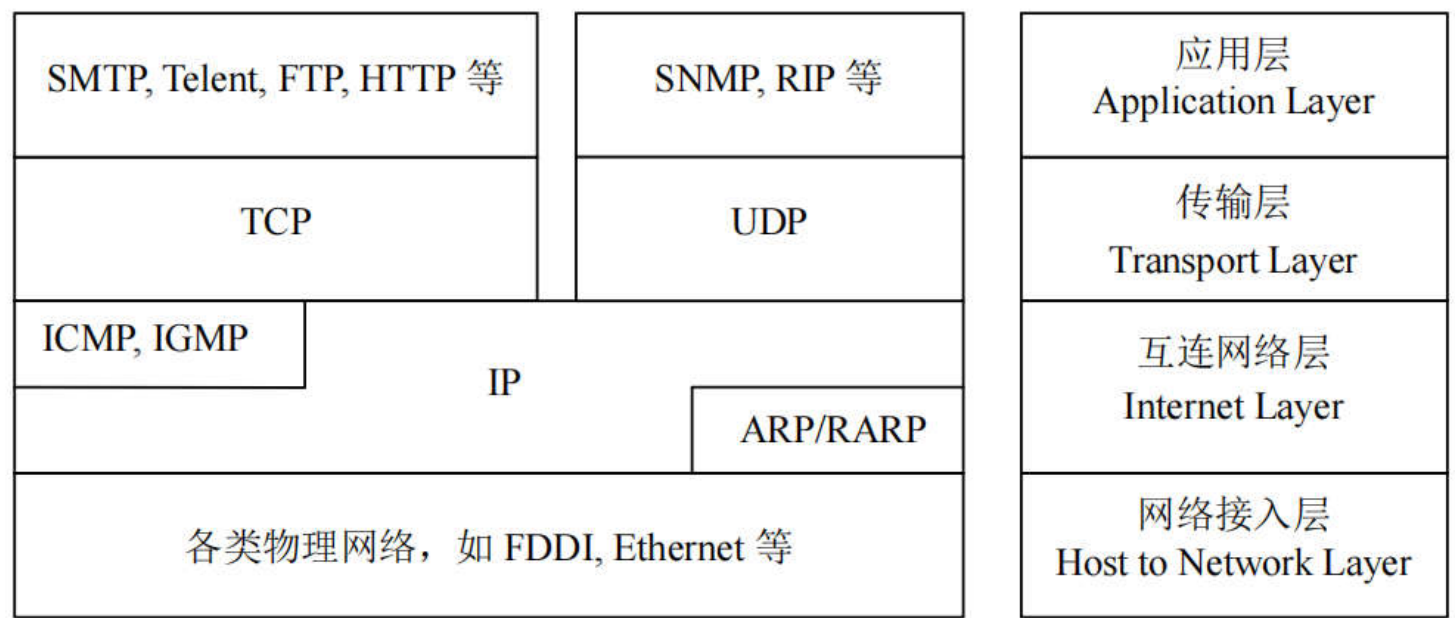 SMTP, Telent, FTP, HTTP 等
SNMP, RIP 等
应用层
Application Layer
TCP
UDP
传输层
Transport Layer
ICMP, IGMP
IP
ARP/RARP
互连网络层
Internet Layer
各类物理网络，如 FDDI, Ethernet 等
网络接入层
Host to Network Layer